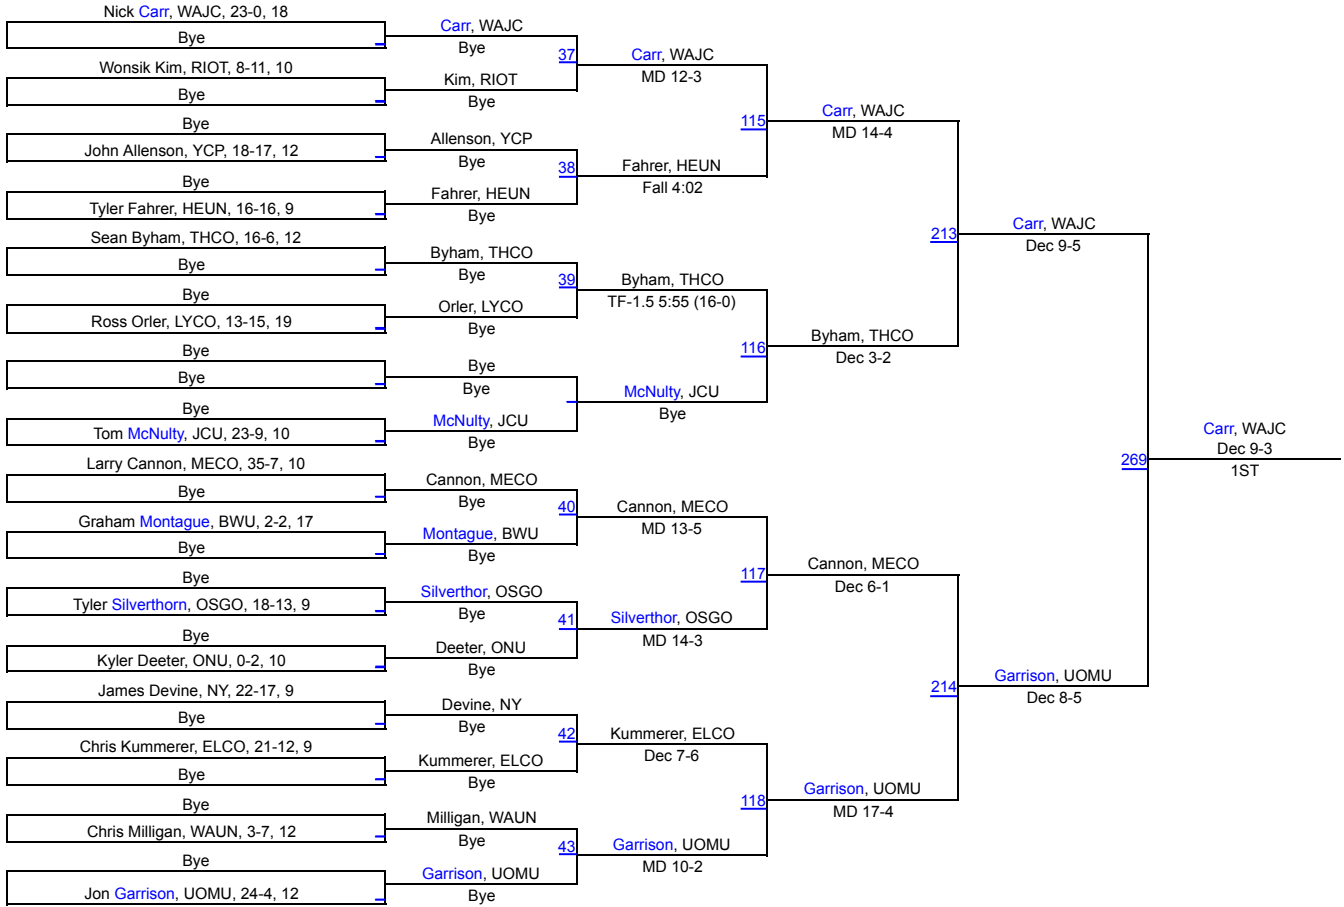 Nick Carr, WAJC, 23-0, 18
Bye
Wonsik Kim, RIOT, 8-11, 10
Bye
Bye
John Allenson, YCP, 18-17, 12
Bye
Tyler Fahrer, HEUN, 16-16, 9
Sean Byham, THCO, 16-6, 12
Bye
Bye
Ross Orler, LYCO, 13-15, 19
Bye
Bye
Bye
Tom McNulty, JCU, 23-9, 10
Larry Cannon, MECO, 35-7, 10
Bye
Graham Montague, BWU, 2-2, 17
Bye
Bye
Tyler Silverthorn, OSGO, 18-13, 9
Bye
Kyler Deeter, ONU, 0-2, 10
James Devine, NY, 22-17, 9
Bye
Chris Kummerer, ELCO, 21-12, 9
Bye
Bye
Chris Milligan, WAUN, 3-7, 12
Bye
Jon Garrison, UOMU, 24-4, 12
Carr, WAJC
Bye
37
Kim, RIOT
Bye
Allenson, YCP
Bye
38
Fahrer, HEUN
Bye
Byham, THCO
Bye
39
Orler, LYCO
Bye
Bye
Bye
McNulty, JCU
Bye
Cannon, MECO
Bye
40
Montague, BWU
Bye
Silverthor, OSGO
Bye
41
Deeter, ONU
Bye
Devine, NY
Bye
42
Kummerer, ELCO
Bye
Milligan, WAUN
Bye
43
Garrison, UOMU
Bye
Carr, WAJC
MD 12-3
115
Fahrer, HEUN
Fall 4:02
Byham, THCO
TF-1.5 5:55 (16-0)
116
McNulty, JCU
Bye
Cannon, MECO
MD 13-5
117
Silverthor, OSGO
MD 14-3
Kummerer, ELCO
Dec 7-6
118
Garrison, UOMU
MD 10-2
Carr, WAJC
MD 14-4
213
Byham, THCO
Dec 3-2
Cannon, MECO
Dec 6-1
214
Garrison, UOMU
MD 17-4
Carr, WAJC
Dec 9-5
269
Garrison, UOMU
Dec 8-5
Carr, WAJC
Dec 9-3
1ST